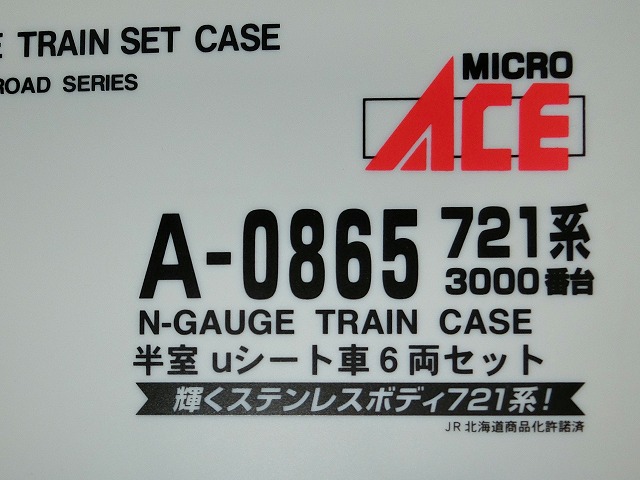 E TRAIN SET CASE
ROAD SERIES
MICRO
ACE
A-0865 721系
3000番台
N-GAUGE TRAIN CASE
半室 uシート車6両セット
輝くステンレスボディ721系!
JR北海道商品化許諾済